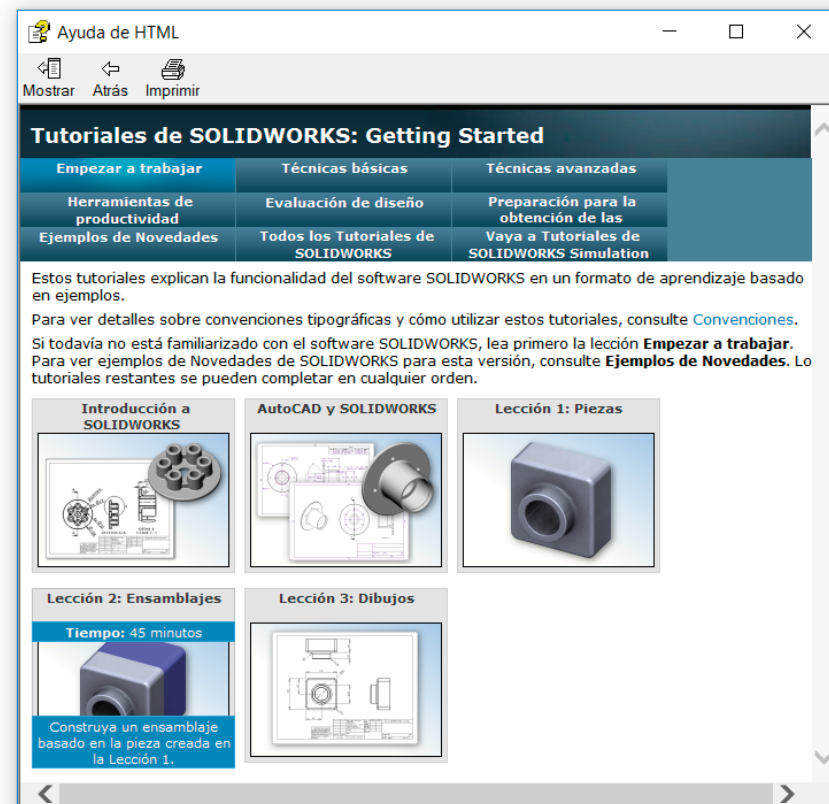 Ayuda de HTML
Mostrar Atrás Imprimir
Tutoriales de SOLIDWORKS: Getting Started
Empezar a trabajar
Técnicas básicas
Técnicas avanzadas
Herramientas de
productividad
Evaluación de diseño
Preparación para la
obtención de las
Ejemplos de Novedades
Todos los Tutoriales de
SOLIDWORKS
Vaya a Tutoriales de
SOLIDWORKS Simulation
Estos tutoriales explican la funcionalidad del software SOLIDWORKS en un formato de aprendizaje basado
en ejemplos.
Para ver detalles sobre convenciones tipográficas y cómo utilizar estos tutoriales, consulte Convenciones.
Si todavía no está familiarizado con el software SOLIDWORKS, lea primero la lección Empezar a trabajar.
Para ver ejemplos de Novedades de SOLIDWORKS para esta versión, consulte Ejemplos de Novedades. Lo
tutoriales restantes se pueden completar en cualquier orden.
Introducción a
SOLIDWORKS
AutoCAD y SOLIDWORKS
Lección 1: Piezas
Lección 2: Ensamblajes
Tiempo: 45 minutos
Construya un ensamblaje
basado en la pieza creada en
la Lección 1.
Lección 3: Dibujos